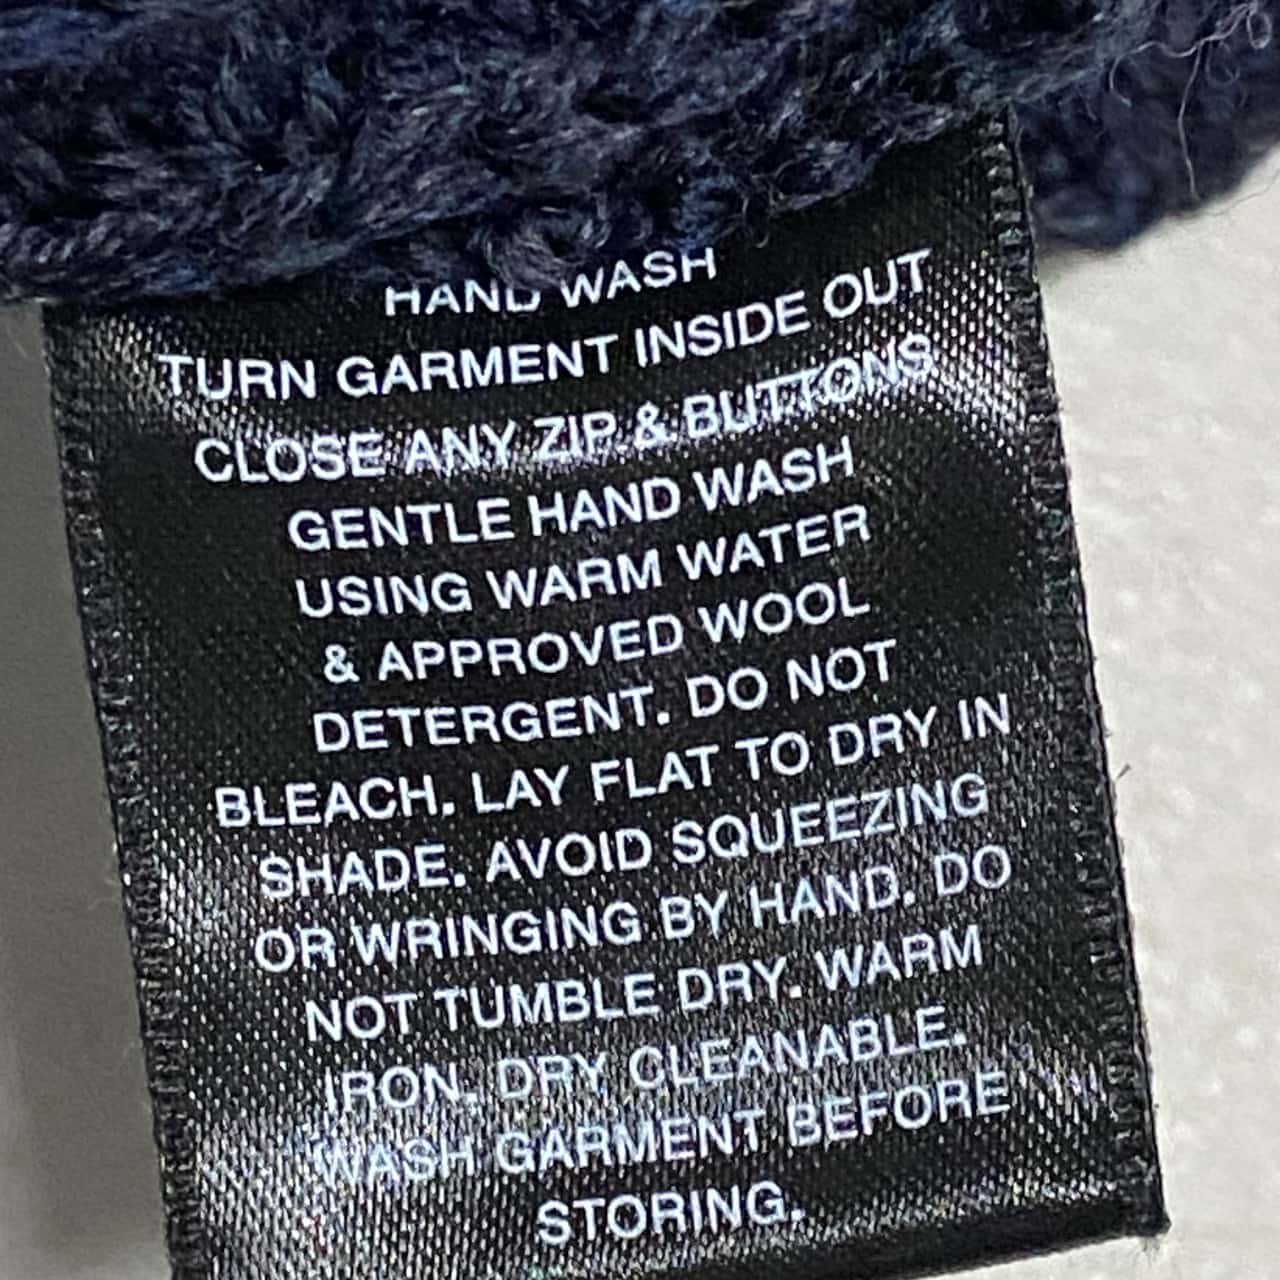 HAND WASH
TURN GARMENT INSIDE OUT
CLOSE ANY ZIP & BUTTONS
GENTLE HAND WASH
USING WARM WATER
& APPROVED WOOL
DETERGENT. DO NOT
BLEACH. LAY FLAT TO DRY IN
SHADE. AVOID SQUEEZING
OR WRINGING BY HAND. DO
NOT TUMBLE DRY. WARM
IRON. DRY CLEANABLE.
WASH GARMENT BEFORE
STORING.